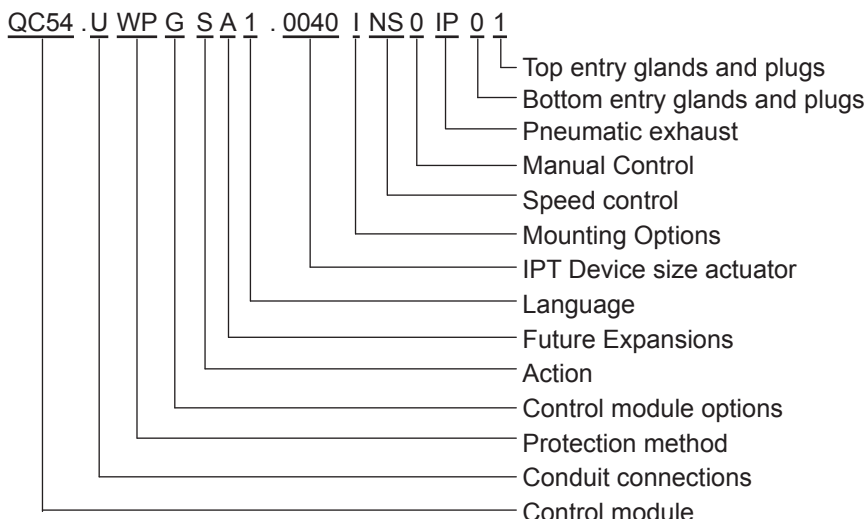 QC54 .U WP G S A 1 . 0040 I NS 0 IP 0 1
Top entry glands and plugs
Bottom entry glands and plugs
Pneumatic exhaust
Manual Control
Speed control
Mounting Options
IPT Device size actuator
Language
Future Expansions
Action
Control module options
Protection method
Conduit connections
Control module